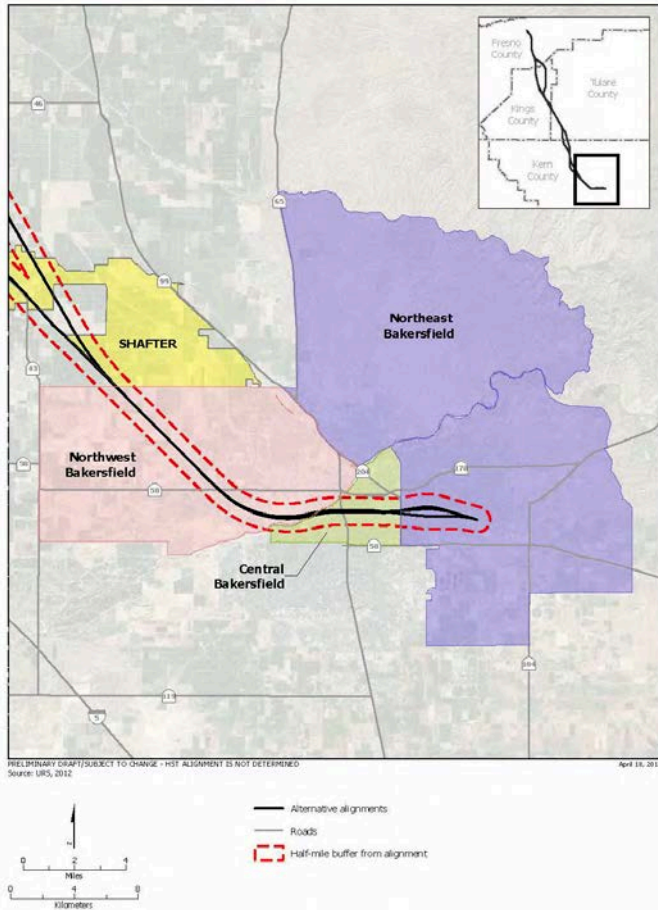 Fresno
County
Tulare
County
Kings
County
Kern
County
46
65
99
SHAFTER
Northeast
Bakersfield
43
Northwest
Bakersfield
58
204
178
58
58
Central
Bakersfield
184
119
5
PRELIMINARY DRAFT/SUBJECT TO CHANGE - HST ALIGNMENT IS NOT DETERMINED
Source: URS, 2012
Alternative alignments
Roads
Half-mile buffer from alignment
0 2 4
Miles
0 4 8
Kilometers